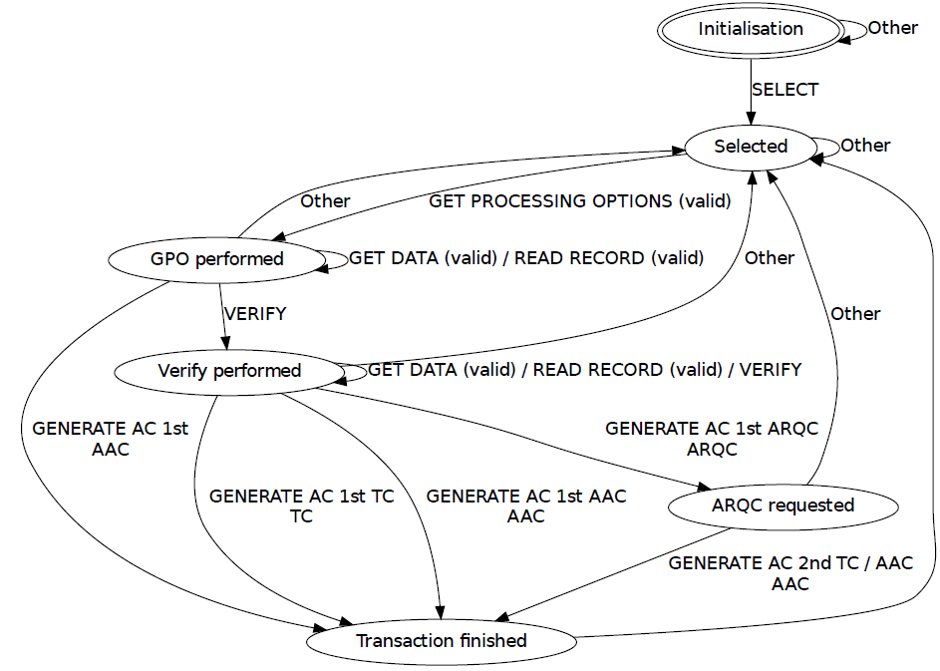 Initialisation
Other
SELECT
Selected
Other
Other
GET PROCESSING OPTIONS (valid)
GPO performed
GET DATA (valid) / READ RECORD (valid)
Other
VERIFY
Other
Verify performed
GET DATA (valid) / READ RECORD (valid) / VERIFY
GENERATE AC 1st
AAC
GENERATE AC 1st ARQC
ARQC
GENERATE AC 1st TC
TC
GENERATE AC 1st AAC
AAC
ARQC requested
GENERATE AC 2nd TC / AAC
AAC
Transaction finished